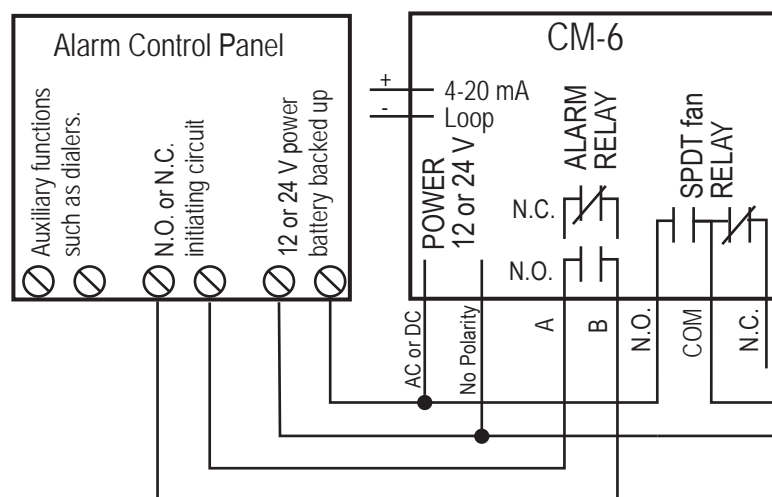 Alarm Control Panel
Auxiliary functions
such as dialers.
N.O. or N.C.
initiating circuit
12 or 24 V power
battery backed up
CM-6
+
4-20 mA
-
Loop
POWER
12 or 24 V
ALARM
RELAY
N.C.
N.O.
SPDT fan
RELAY
AC or DC
No Polarity
A
B
N.O.
COM
N.C.